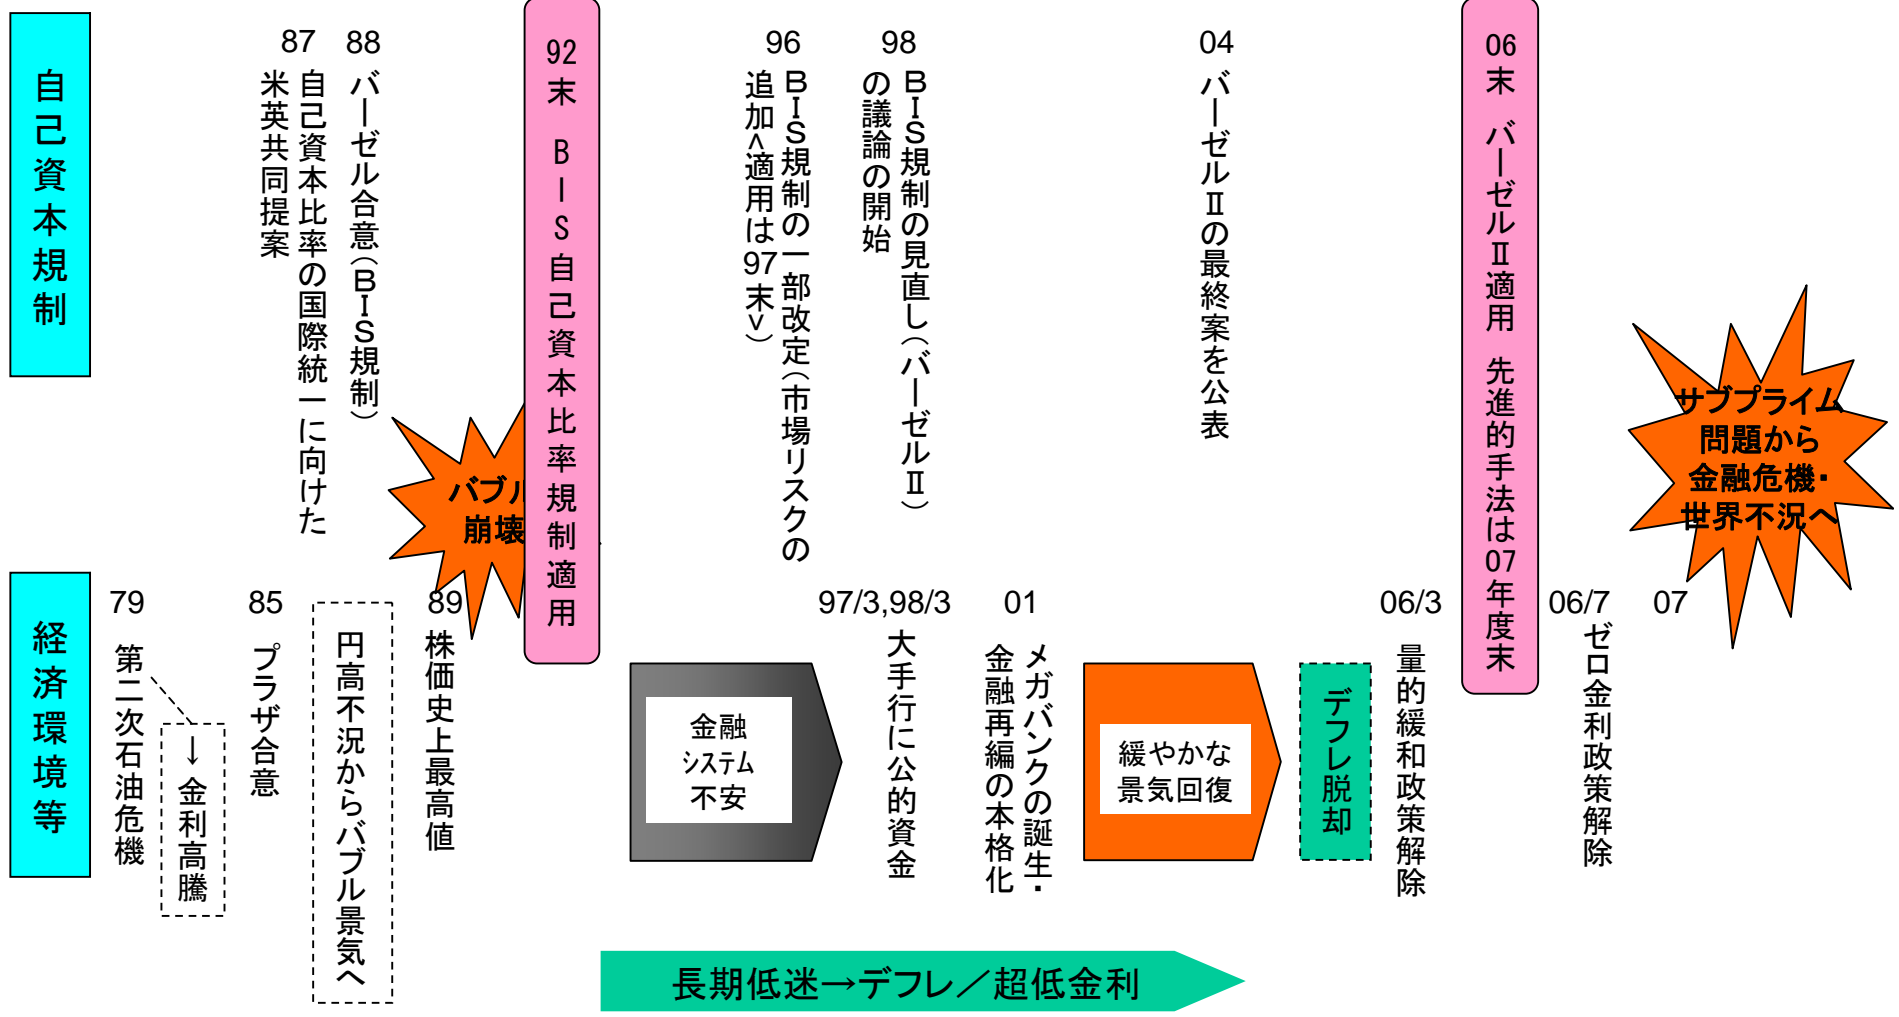 自己資本規制
87
自己資本比率の国際統一に向けた
米英共同提案
88
バーゼル合意（ＢＩＳ規制）
92
末 ＢＩＳ自己資本比率規制適用
96
ＢＩＳ規制の一部改定（市場リスクの
追加<適用は97末>）
98
ＢＩＳ規制の見直し（バーゼルⅡ）
の議論の開始
04
バーゼルⅡの最終案を公表
06
末 バーゼルⅡ適用 先進的手法は07年度末
バブル
崩壊
サブプライム
問題から
金融危機・
世界不況へ
経済環境等
79
第二次石油危機
↓金利高騰
85
プラザ合意
円高不況からバブル景気へ
89
株価史上最高値
金融
ｼｽﾃﾑ
不安
97/3,98/3
大手行に公的資金
01
メガバンクの誕生・
金融再編の本格化
緩やかな
景気回復
デフレ脱却
06/3
量的緩和政策解除
06/7
ゼロ金利政策解除
07
長期低迷→デフレ／超低金利